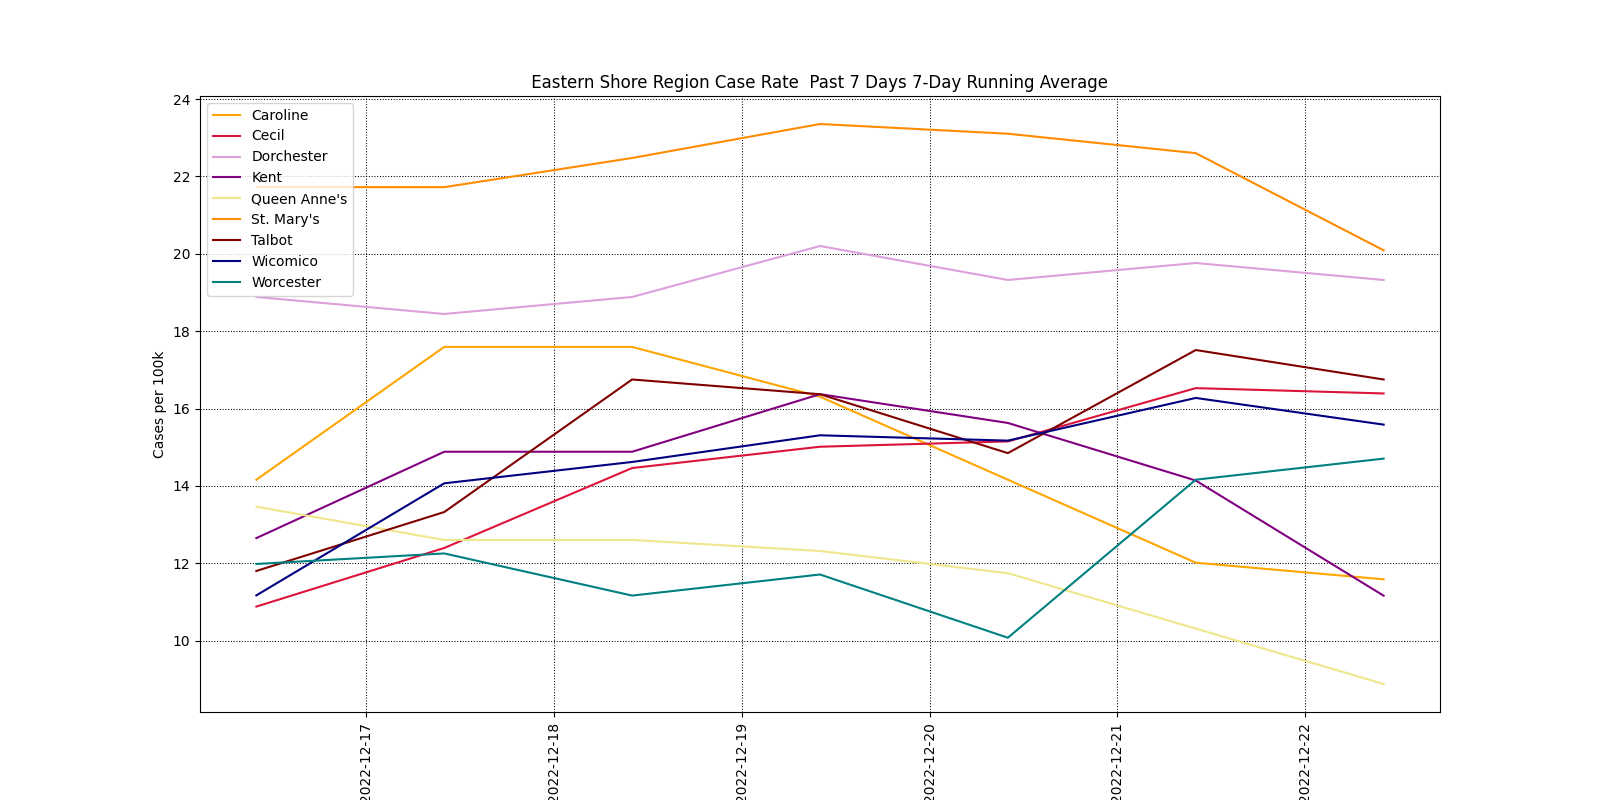 Eastern Shore Region Case Rate  Past 7 Days 7-Day Running Average
24
22
20
18
16
14
12
10
Cases per 100k
Caroline
Cecil
Dorchester
Kent
Queen Anne's
St. Mary's
Talbot
Wicomico
Worcester
2022-12-17
2022-12-18
2022-12-19
2022-12-20
2022-12-21
2022-12-22